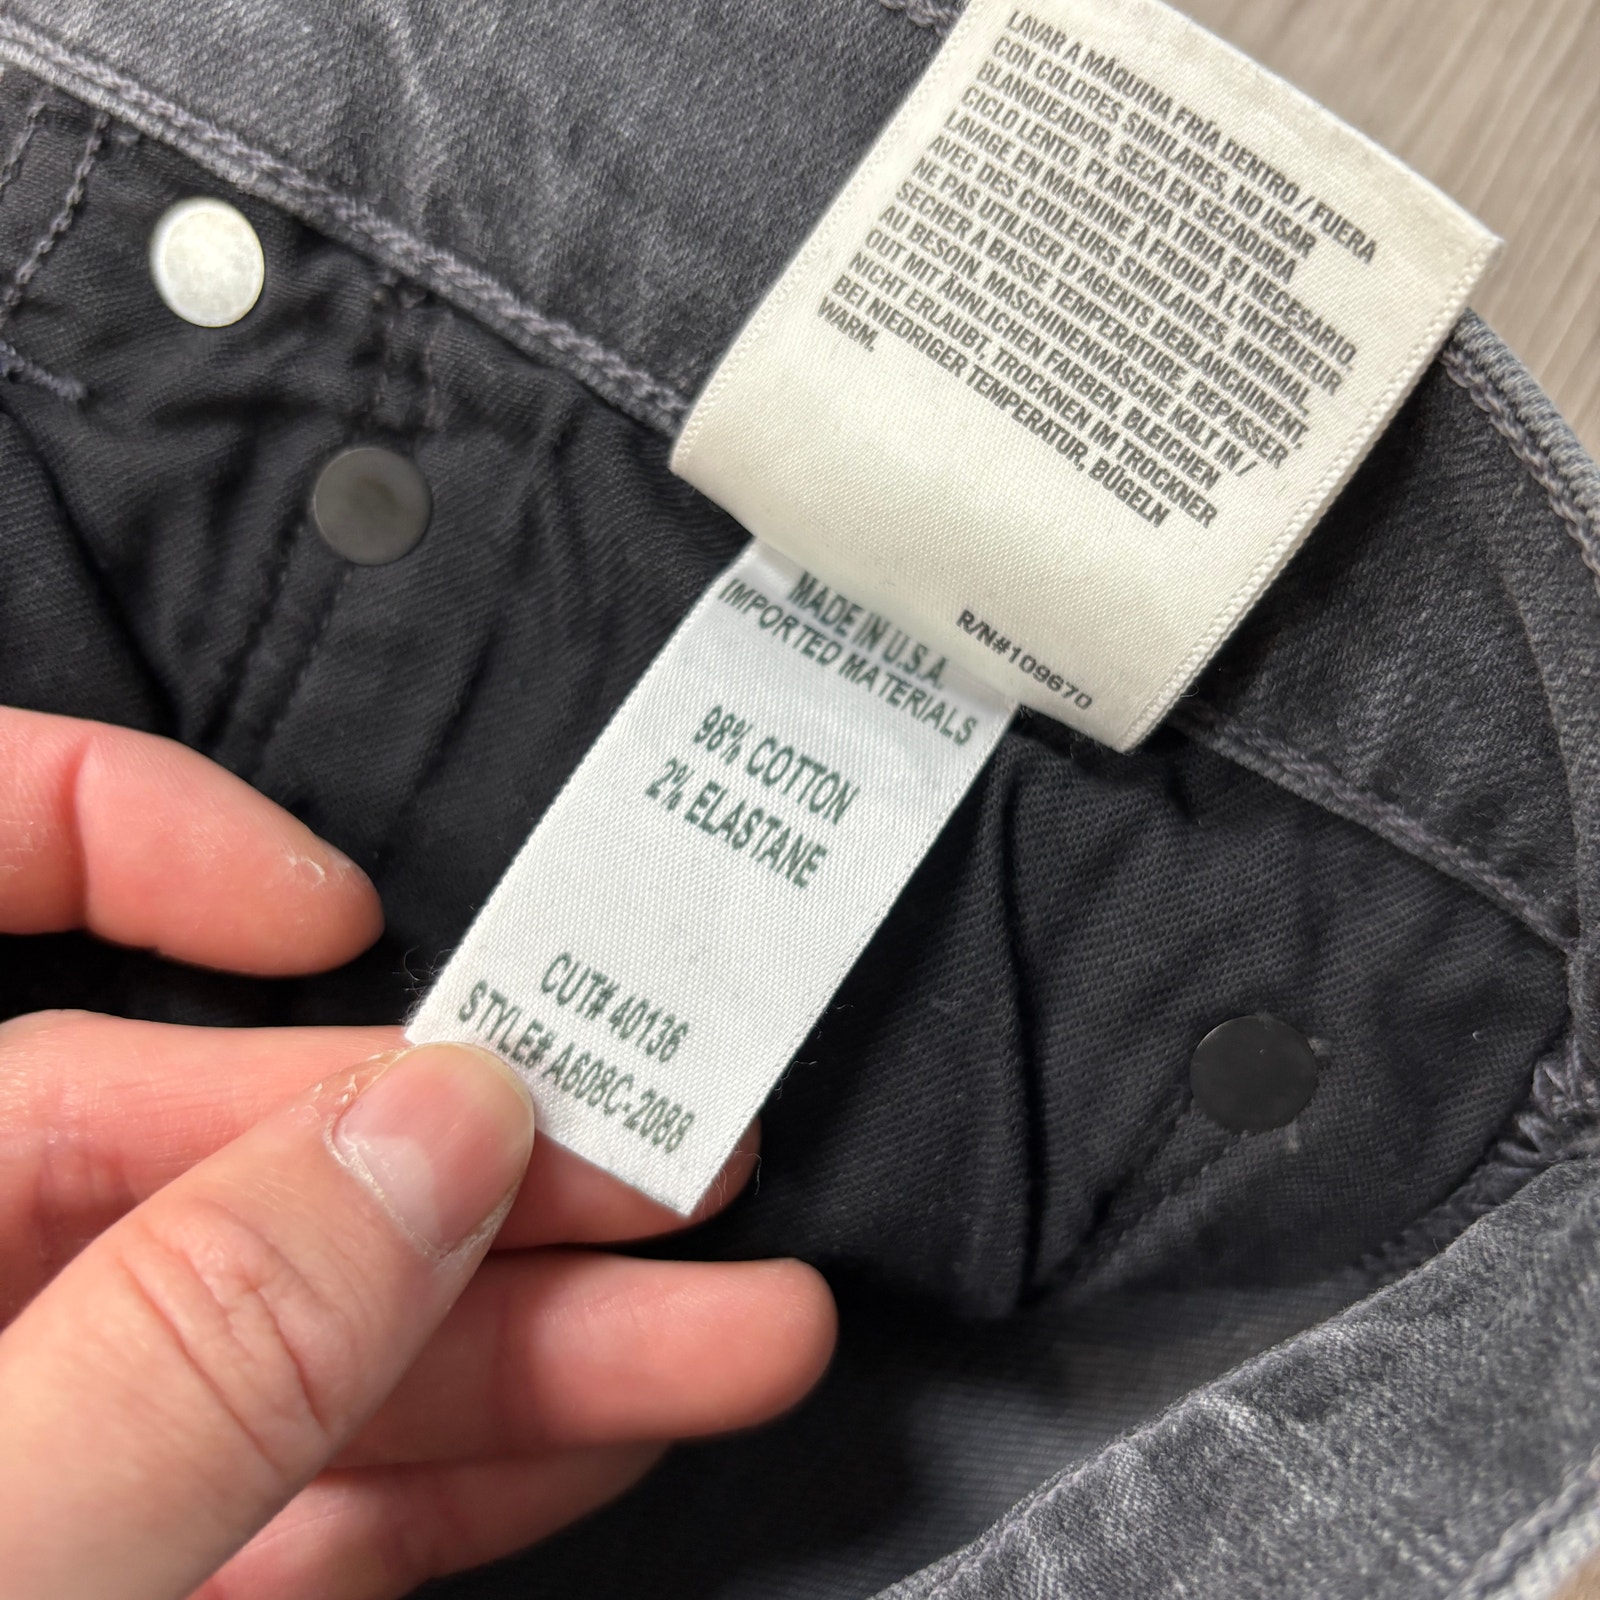 LAVAR A MÁQUINA FRÍA DENTRO / FUERA
CON COLORES SIMILARES, NO USAR
BLANQUEADOR, SECA EN SECADORA
CICLO LENTO, PLANCHA TIBIA SI NECESARIO.
LAVAGE EN MACHINE À FROID À L'INTÉRIEUR
AVEC DES COULEURS SIMILAIRES, NORMAL,
NE PAS UTILISER D'AGENTS DEBLANCHIMENT,
SECHER À BASSE TEMPERATURE, REPASSER
AU BESOIN. MASCHINENWÄSCHE KALT IN /
OUT MIT ÄHNLICHEN FARBEN, BLEICHEN
NICHT ERLAUBT, TROCKNEN IM TROCKNER
BEI NIEDRIGER TEMPERATUR, BÜGELN
WARM.
R/N#109670
MADE IN U.S.A.
IMPORTED MATERIALS
98% COTTON
2% ELASTANE
CUT# 40136
STYLE# A608C-2088